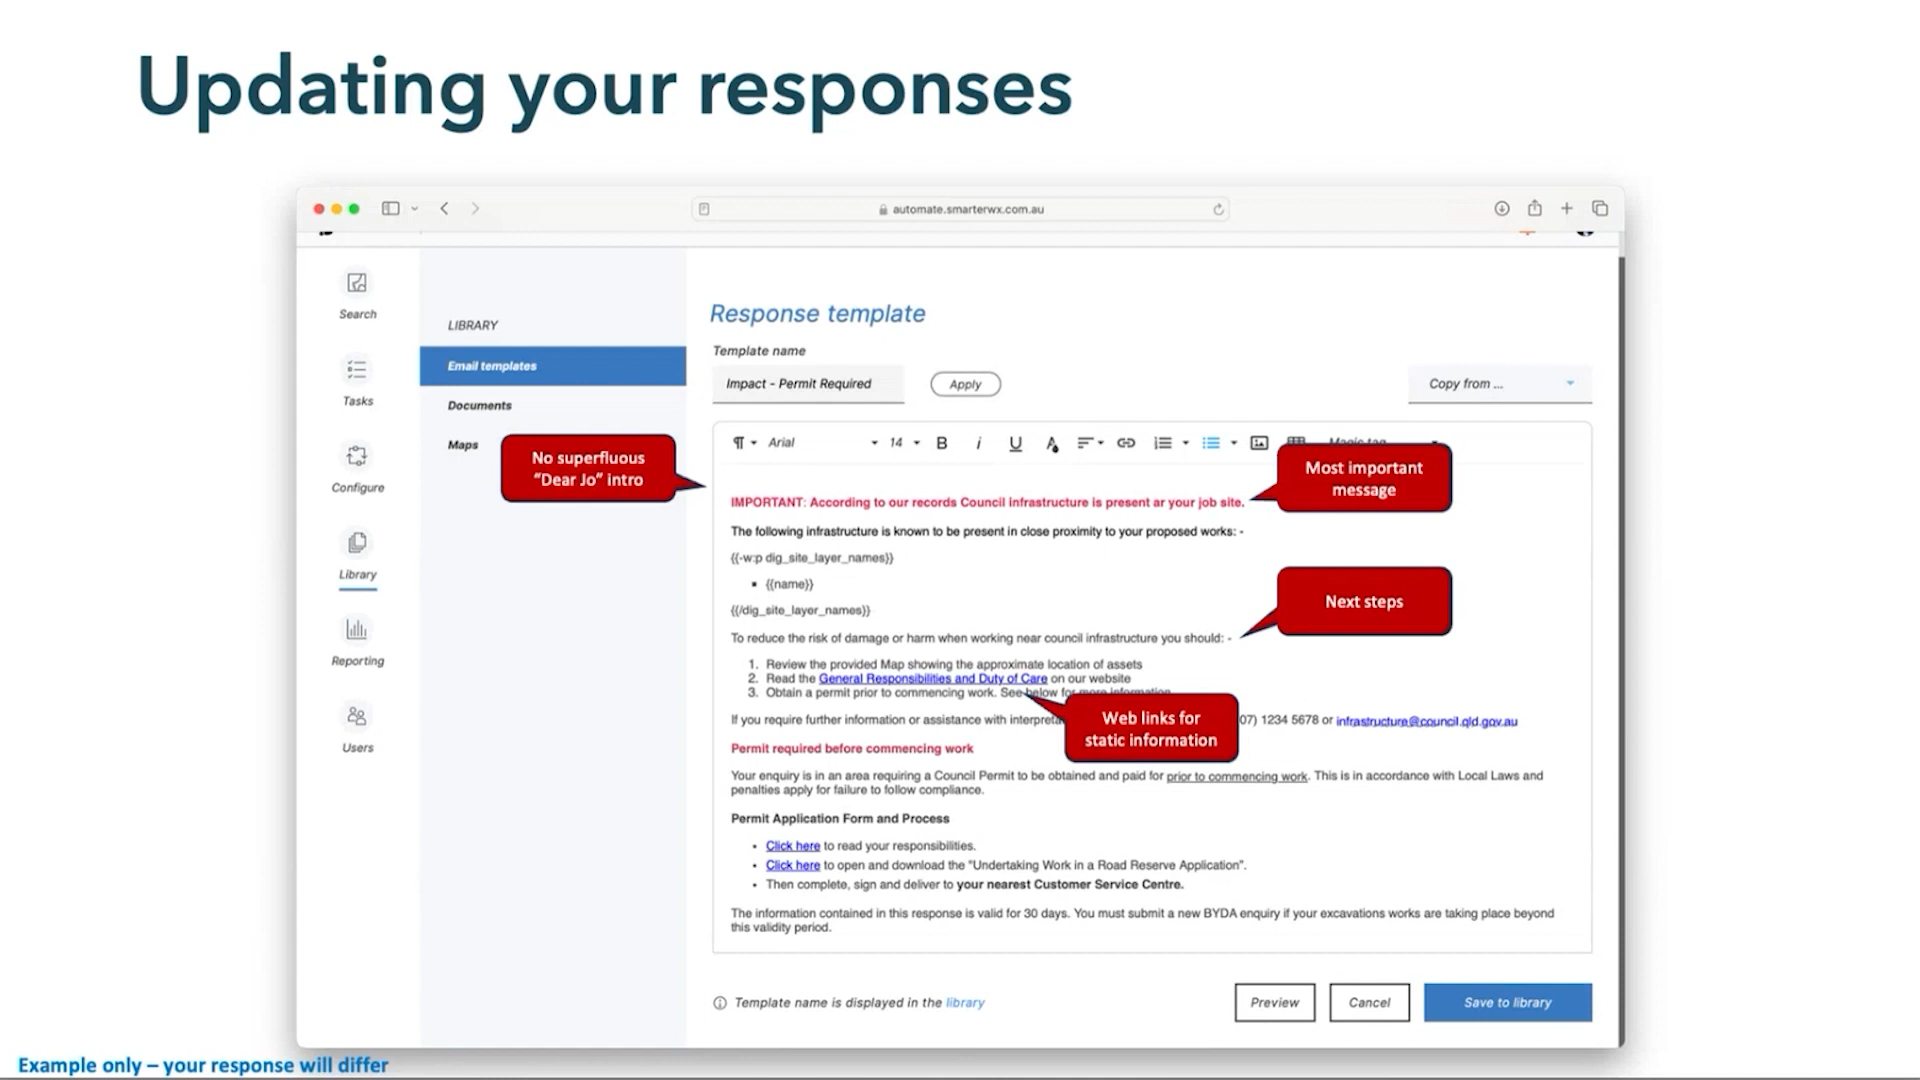 Updating your responses
automate.smarterwx.com.au
Search
Tasks
Configure
Library
Reporting
Users
LIBRARY
Email templates
Documents
Maps
Response template
Template name
Impact - Permit Required
Apply
Copy from ...
Arial
14
B
i
U
A
Magic tag
No superfluous
“Dear Jo” intro
Most important
message
IMPORTANT: According to our records Council infrastructure is present ar your job site.
The following infrastructure is known to be present in close proximity to your proposed works: -
{{-w:p dig_site_layer_names}}
▪ {{name}}
{{/dig_site_layer_names}}
Next steps
To reduce the risk of damage or harm when working near council infrastructure you should: -
1. Review the provided Map showing the approximate location of assets
2. Read the General Responsibilities and Duty of Care on our website
3. Obtain a permit prior to commencing work. See below for more information
Web links for
static information
If you require further information or assistance with 07) 1234 5678 or infrastructure@council.qld.gov.au
Permit required before commencing work
Your enquiry is in an area requiring a Council Permit to be obtained and paid for prior to commencing work. This is in accordance with Local Laws and
penalties apply for failure to follow compliance.
Permit Application Form and Process
• Click here to read your responsibilities.
• Click here to open and download the "Undertaking Work in a Road Reserve Application".
• Then complete, sign and deliver to your nearest Customer Service Centre.
The information contained in this response is valid for 30 days. You must submit a new BYDA enquiry if your excavations works are taking place beyond
this validity period.
Template name is displayed in the library
Preview
Cancel
Save to library
Example only – your response will differ